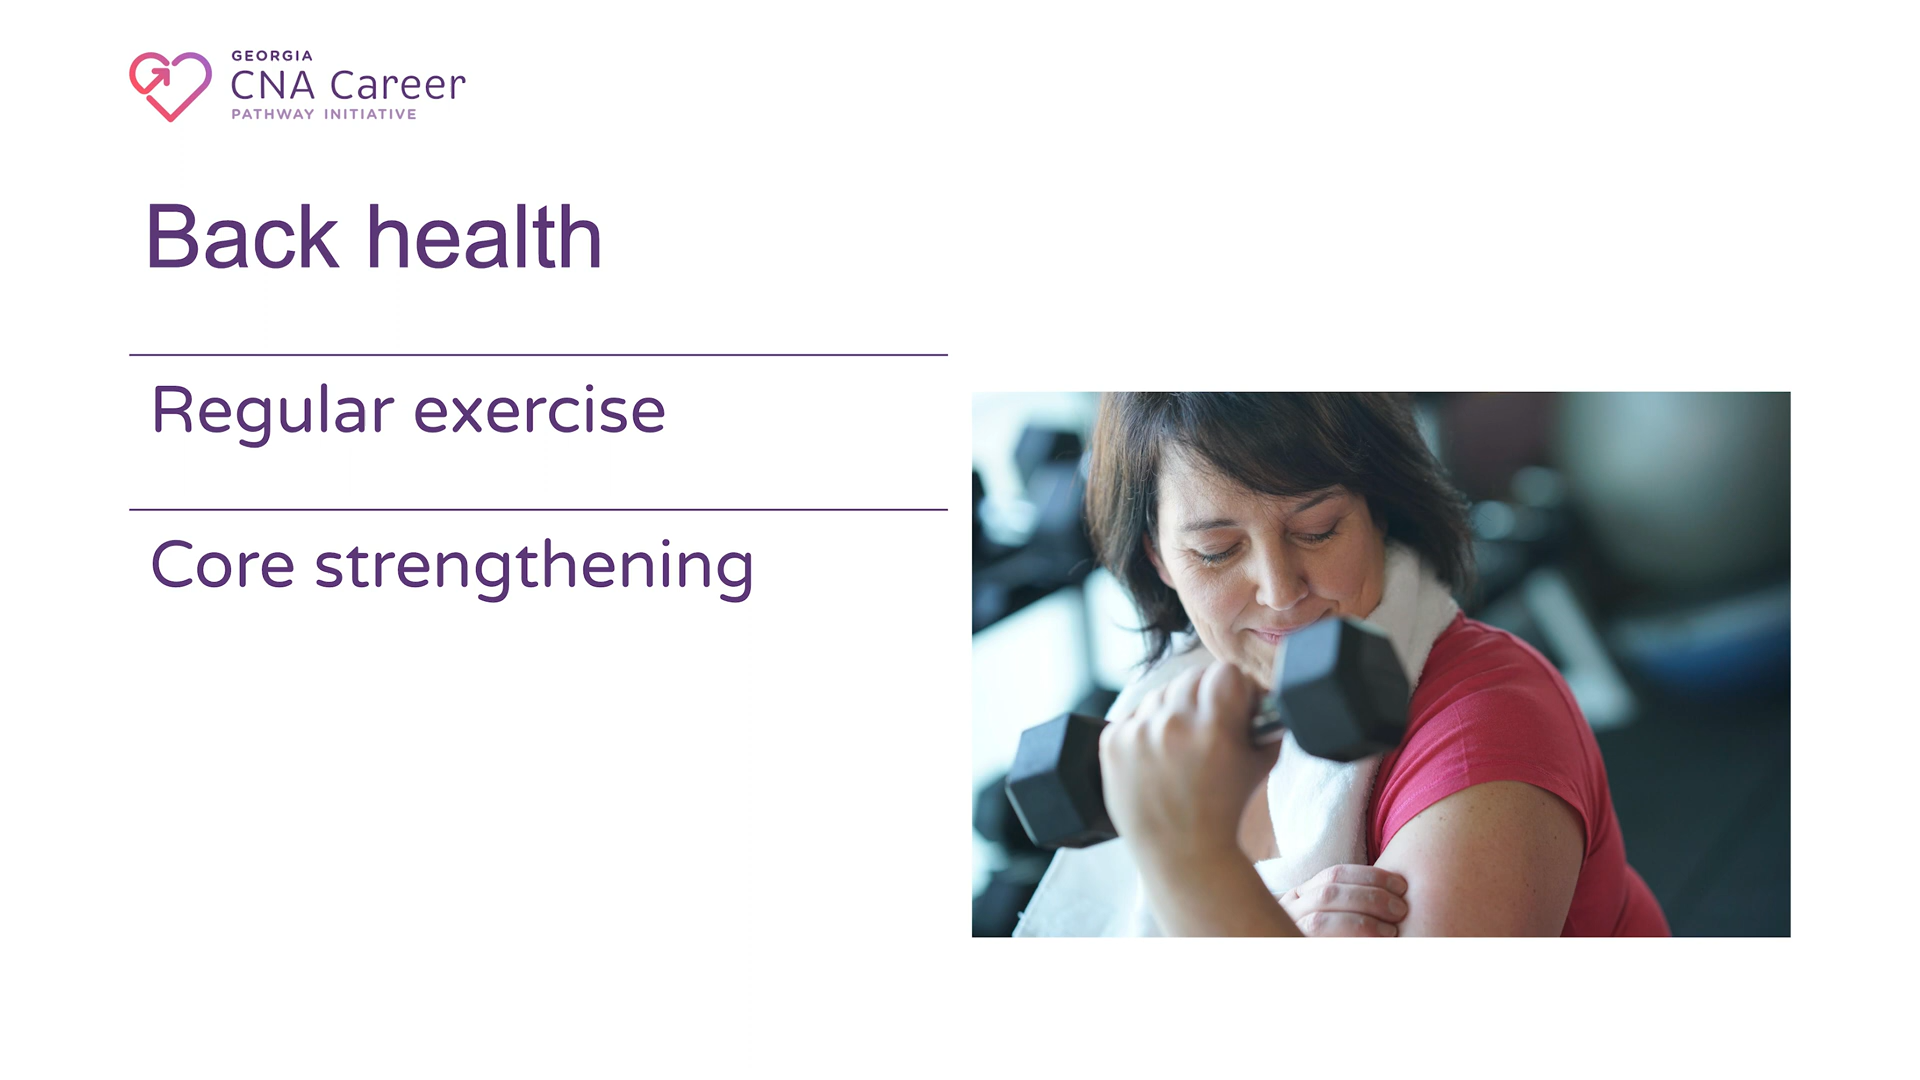 GEORGIA
CNA Career
PATHWAY INITIATIVE
Back health
Regular exercise
Core strengthening